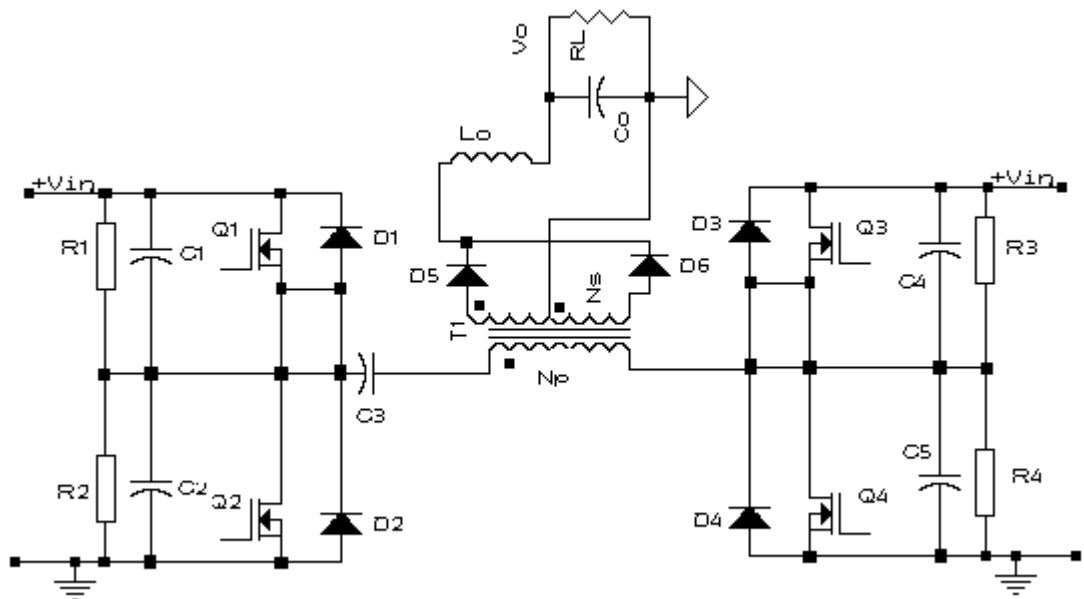 Vo
RL
Co
Lo
+Vin
+Vin
R1
C1
Q1
D1
D3
Q3
C4
R3
D5
D6
Ns
T1
Np
C3
R2
C2
Q2
D2
D4
Q4
C5
R4